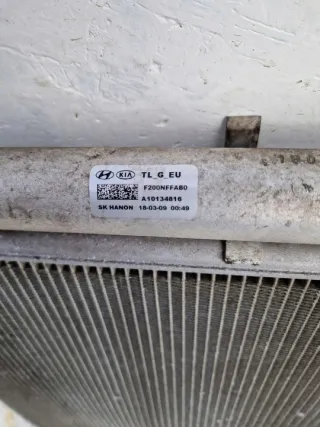 KIA TL_G_EU
F200NFFAB0
A10134816
SK HANON 18-03-09 00:49